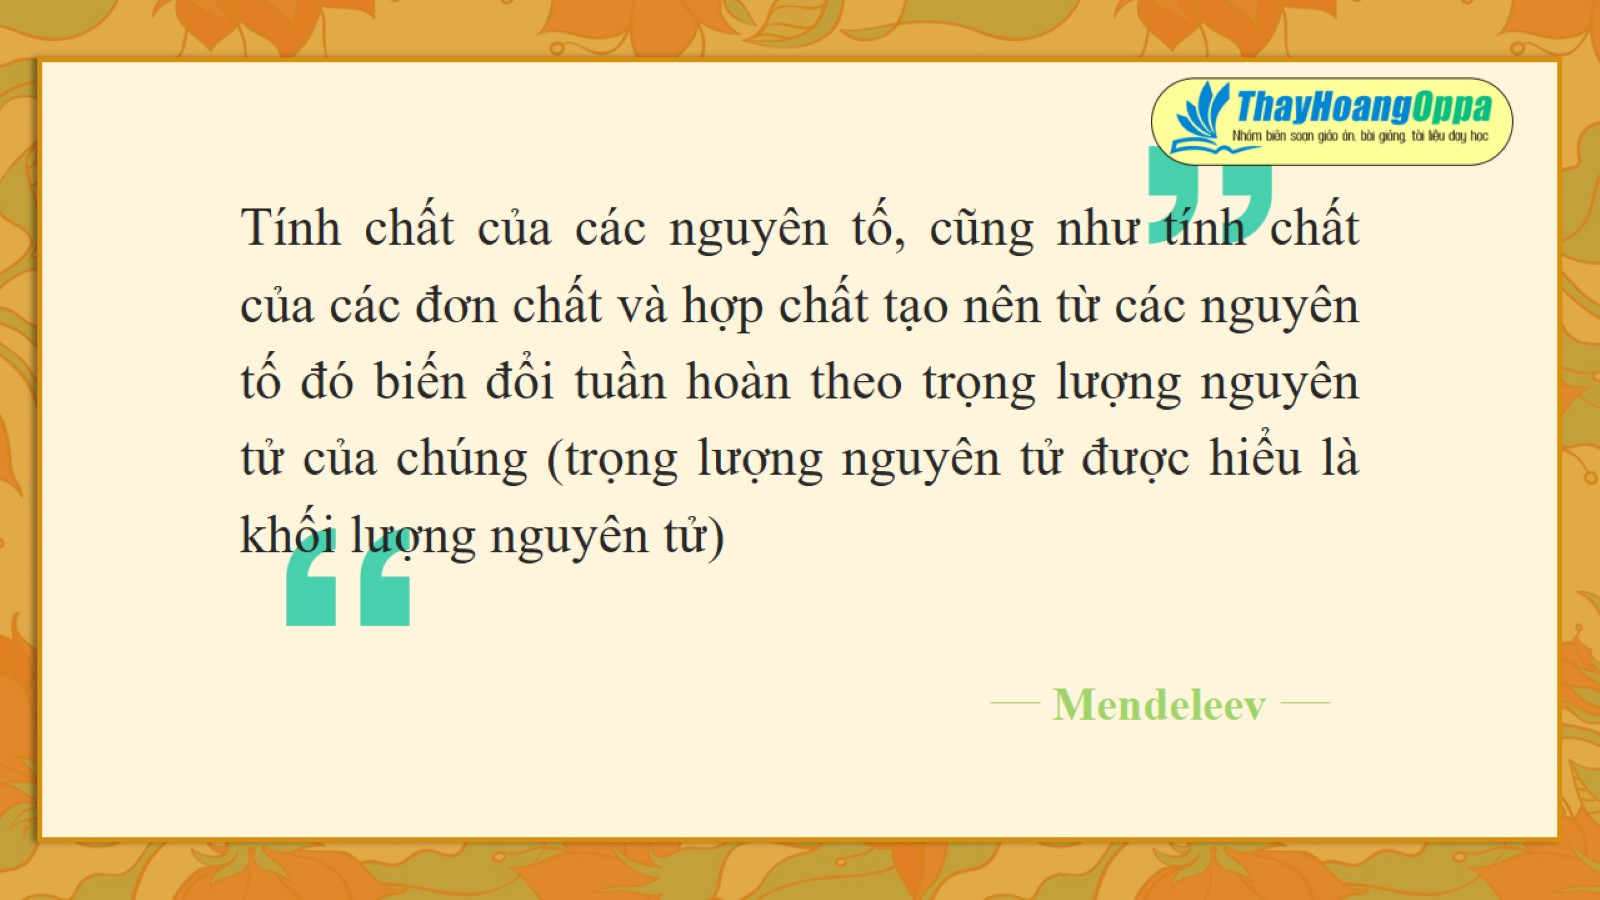 ThayHoangOppa
Nhóm biên soạn giáo án, bài giảng, tài liệu dạy học
Tính chất của các nguyên tố, cũng như tính chất
của các đơn chất và hợp chất tạo nên từ các nguyên
tố đó biến đổi tuần hoàn theo trọng lượng nguyên
tử của chúng (trọng lượng nguyên tử được hiểu là
khối lượng nguyên tử)
Mendeleev